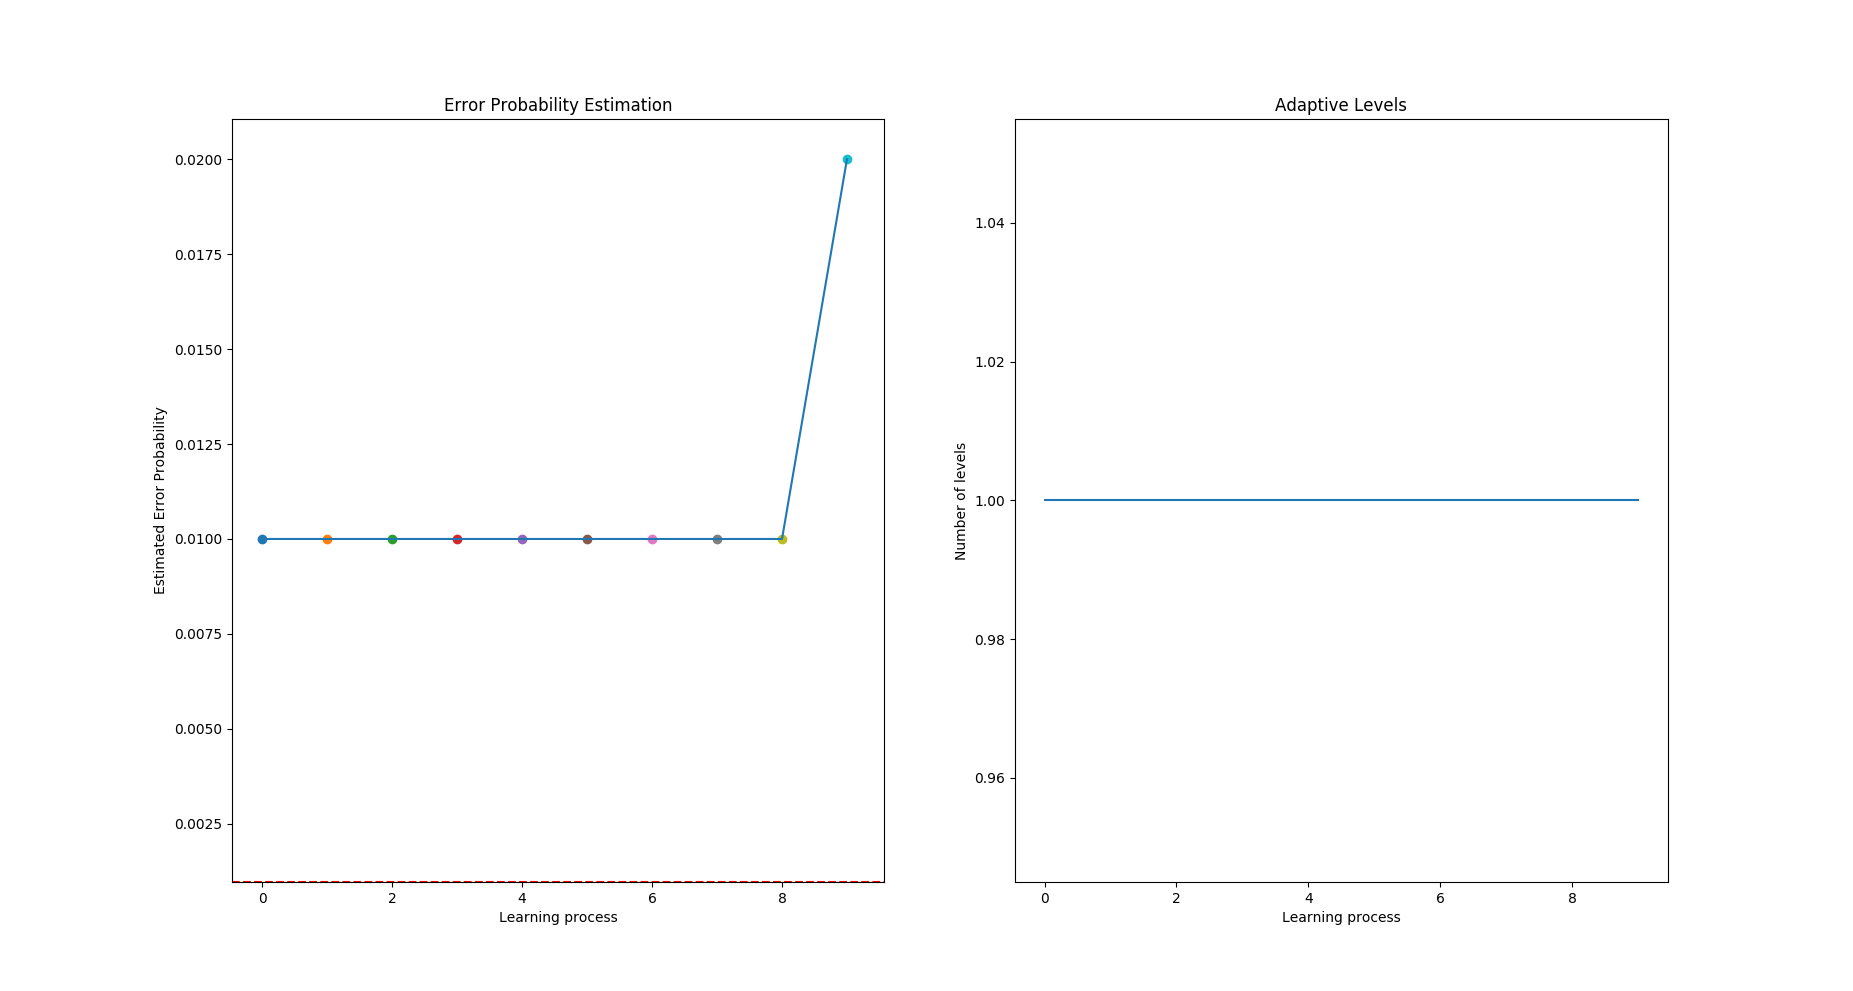 Error Probability Estimation
Estimated Error Probability
0.0200
0.0175
0.0150
0.0125
0.0100
0.0075
0.0050
0.0025
0 2 4 6 8
Learning process
Adaptive Levels
Number of levels
1.04
1.02
1.00
0.98
0.96
0 2 4 6 8
Learning process